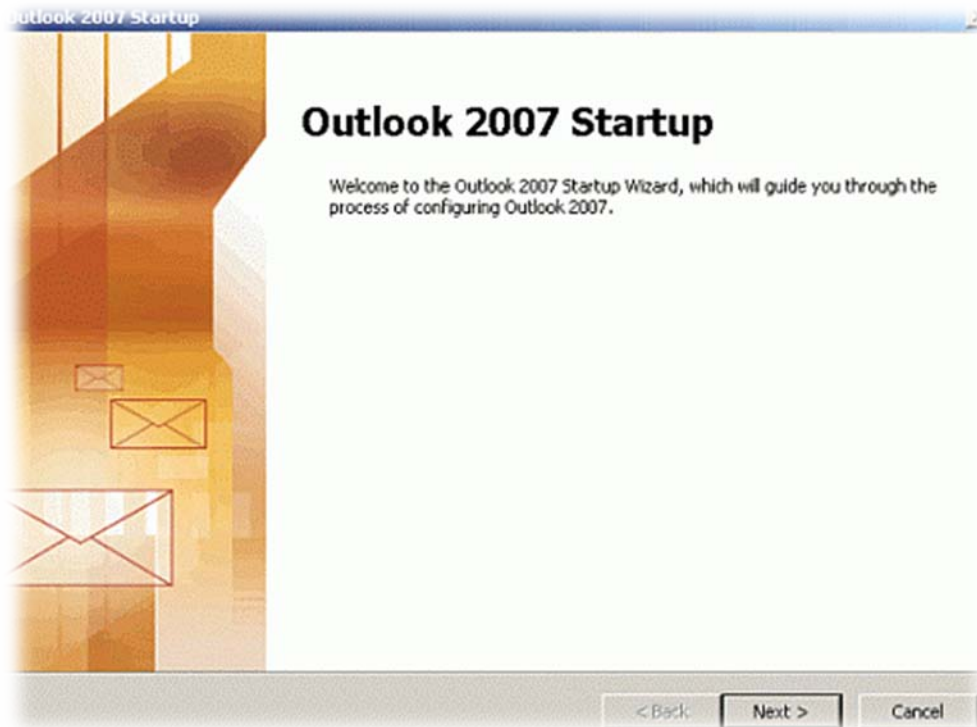 Outlook 2007 Startup
Outlook 2007 Startup
Welcome to the Outlook 2007 Startup Wizard, which will guide you through the
process of configuring Outlook 2007.
< Back Next > Cancel